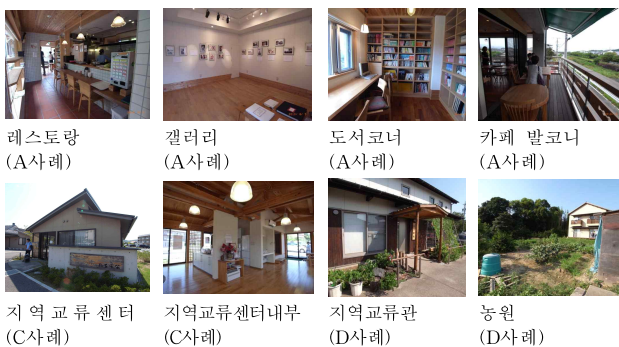 레스토랑
(A사례)
갤러리
(A사례)
도서코너
(A사례)
카페 발코니
(A사례)
지역교류센터
(C사례)
지역교류센터내부
(C사례)
지역교류관
(D사례)
농원
(D사례)